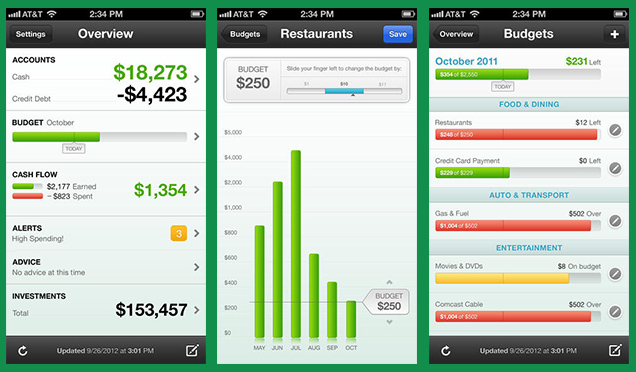 AT&T 2:34 PM
Settings Overview
ACCOUNTS
Cash $18,273
Credit Debt -$4,423
BUDGET October
TODAY
CASH FLOW
$2,177 Earned
– $823 Spent
$1,354
ALERTS
High Spending!
3
ADVICE
No advice at this time
INVESTMENTS
Total $153,457
Updated 9/26/2012 at 3:01 PM
AT&T 2:34 PM
Budgets Restaurants Save
BUDGET
$250
Slide your finger left to change the budget by:
$1 $10
$5,000
$4,000
$3,000
$2,000
$1,000
$800
$600
$400
$200
$0
BUDGET
$250
MAY JUN JUL AUG SEP OCT
AT&T 2:34 PM
Overview Budgets +
October 2011 $231 Left
$2,550
TODAY
FOOD & DINING
Restaurants $12 Left
of $250
Credit Card Payment $0 Left
$229 of $229
AUTO & TRANSPORT
Gas & Fuel $502 Over
$1,004 of $502
ENTERTAINMENT
Movies & DVDs $8 On budget
Comcast Cable $502 Over
$1,004 of $502
Updated 9/26/2012 at 3:01 PM